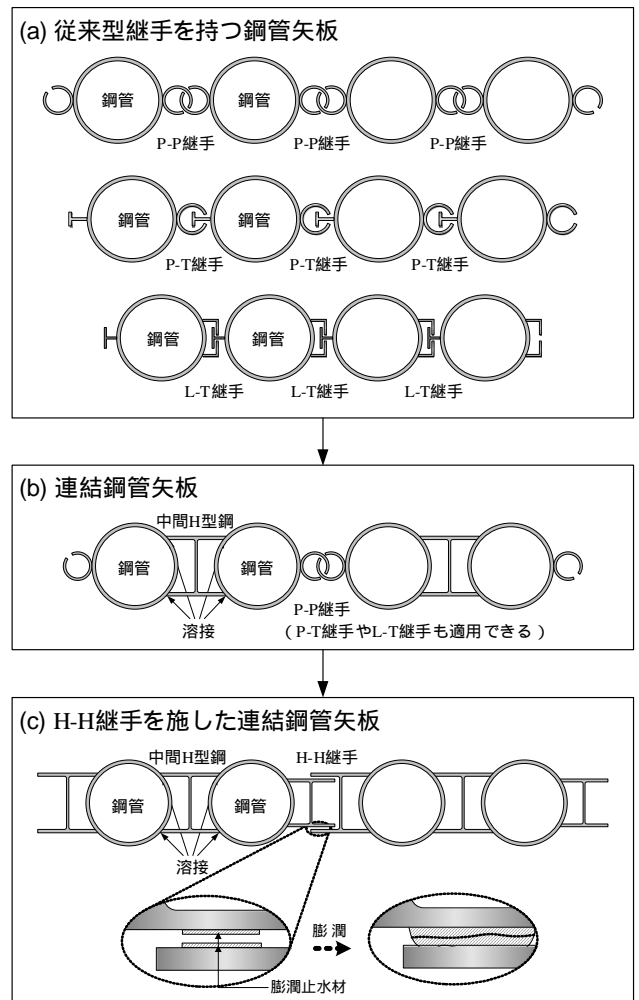 (a) 従来型継手を持つ鋼管矢板
鋼管 鋼管
P-P継手 P-P継手 P-P継手
鋼管 鋼管
P-T継手 P-T継手 P-T継手
鋼管 鋼管
L-T継手 L-T継手 L-T継手
(b) 連結鋼管矢板
中間H型鋼
鋼管 鋼管
P-P継手
溶接 (P-T継手やL-T継手も適用できる)
(c) H-H継手を施した連結鋼管矢板
中間H型鋼 H-H継手
鋼管 鋼管
溶接
膨潤
膨潤止水材